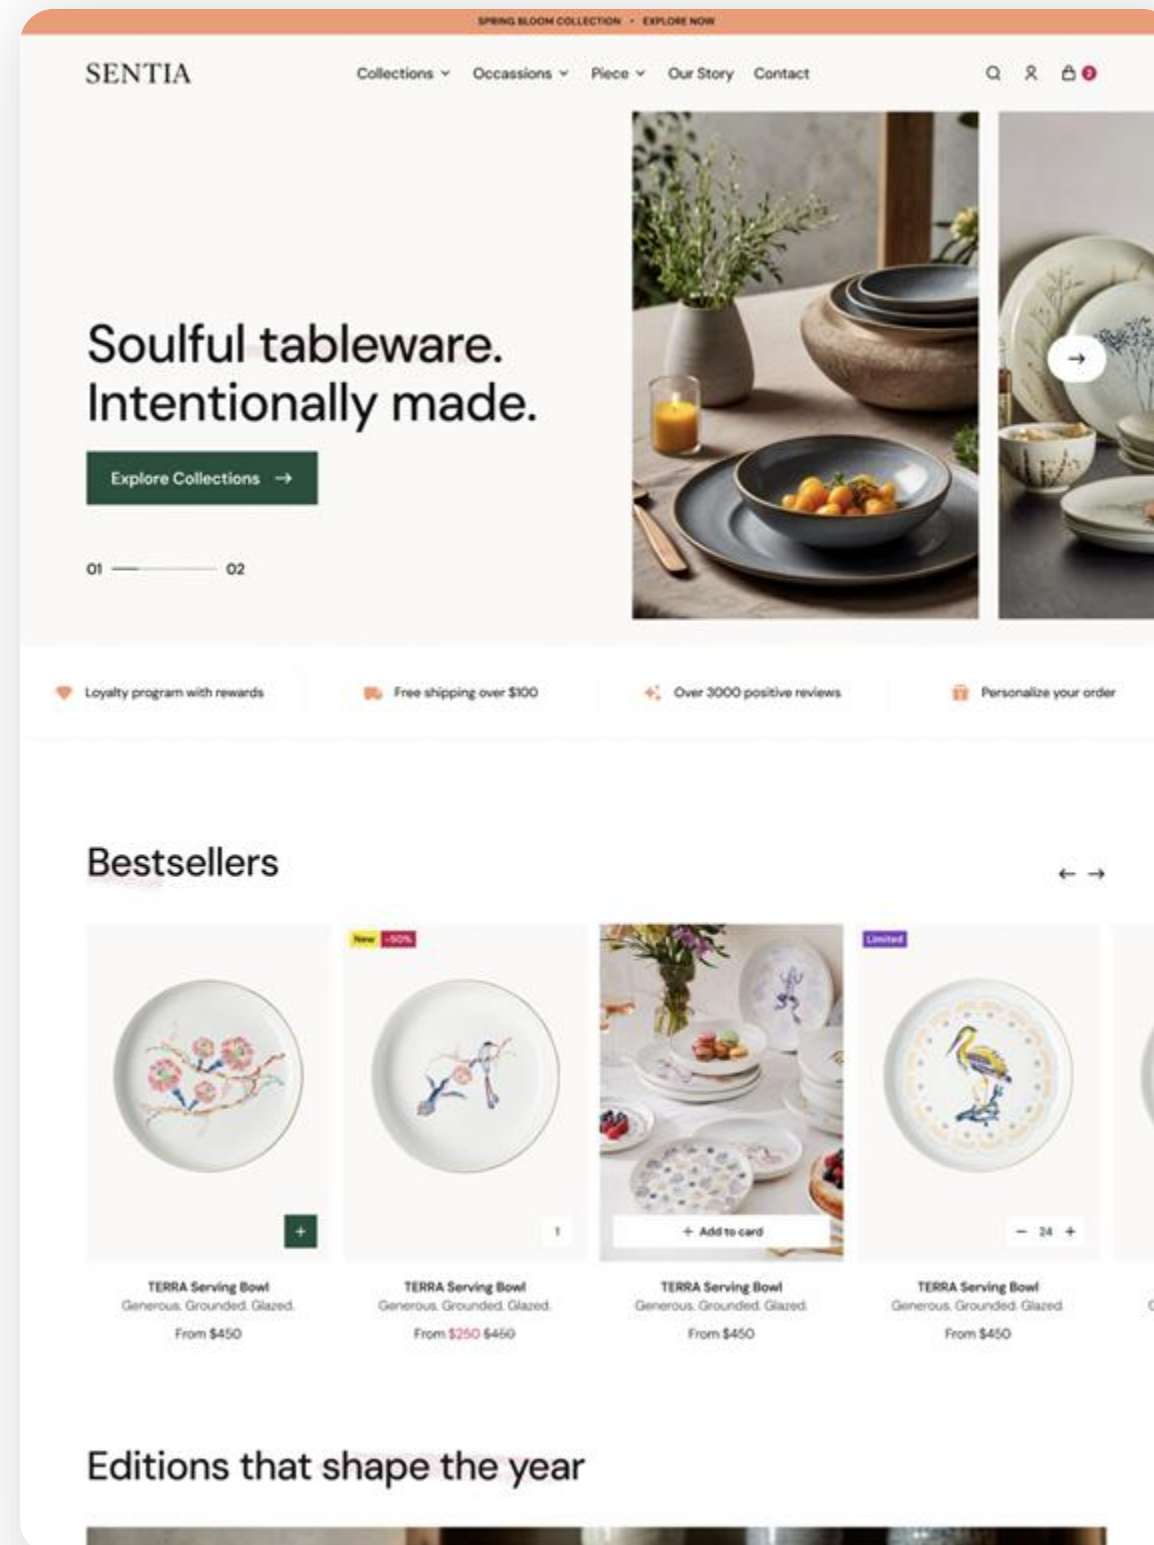 SPRING BLOOM COLLECTION • EXPLORE NOW
SENTIA
Collections Occassions Piece Our Story Contact
2
Soulful tableware.
Intentionally made.
Explore Collections →
01 02
Loyalty program with rewards
Free shipping over $100
Over 3000 positive reviews
Personalize your order
Bestsellers
← →
New -50%
Limited
+
1
+ Add to card
− 24 +
TERRA Serving Bowl
Generous. Grounded. Glazed.
From $450
TERRA Serving Bowl
Generous. Grounded. Glazed.
From $250 $450
TERRA Serving Bowl
Generous. Grounded. Glazed.
From $450
TERRA Serving Bowl
Generous. Grounded. Glazed.
From $450
Editions that shape the year